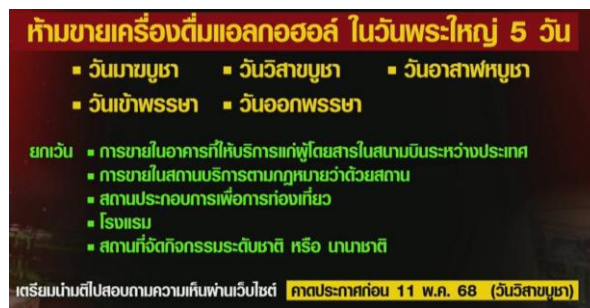 ห้ามขายเครื่องดื่มแอลกอฮอล์ ในวันพระใหญ่ 5 วัน
▪ วันมาฆบูชา ▪ วันวิสาขบูชา ▪ วันอาสาฬหบูชา
▪ วันเข้าพรรษา ▪ วันออกพรรษา
ยกเว้น ▪ การขายในอาคารที่ให้บริการแก่ผู้โดยสารในสนามบินระหว่างประเทศ
▪ การขายในสถานบริการตามกฎหมายว่าด้วยสถาน
▪ สถานประกอบการเพื่อการท่องเที่ยว
▪ โรงแรม
▪ สถานที่จัดกิจกรรมระดับชาติ หรือ นานาชาติ
เตรียมนำมติไปสอบถามความเห็นผ่านเว็บไซต์ คาดประกาศก่อน 11 พ.ค. 68 (วันวิสาขบูชา)